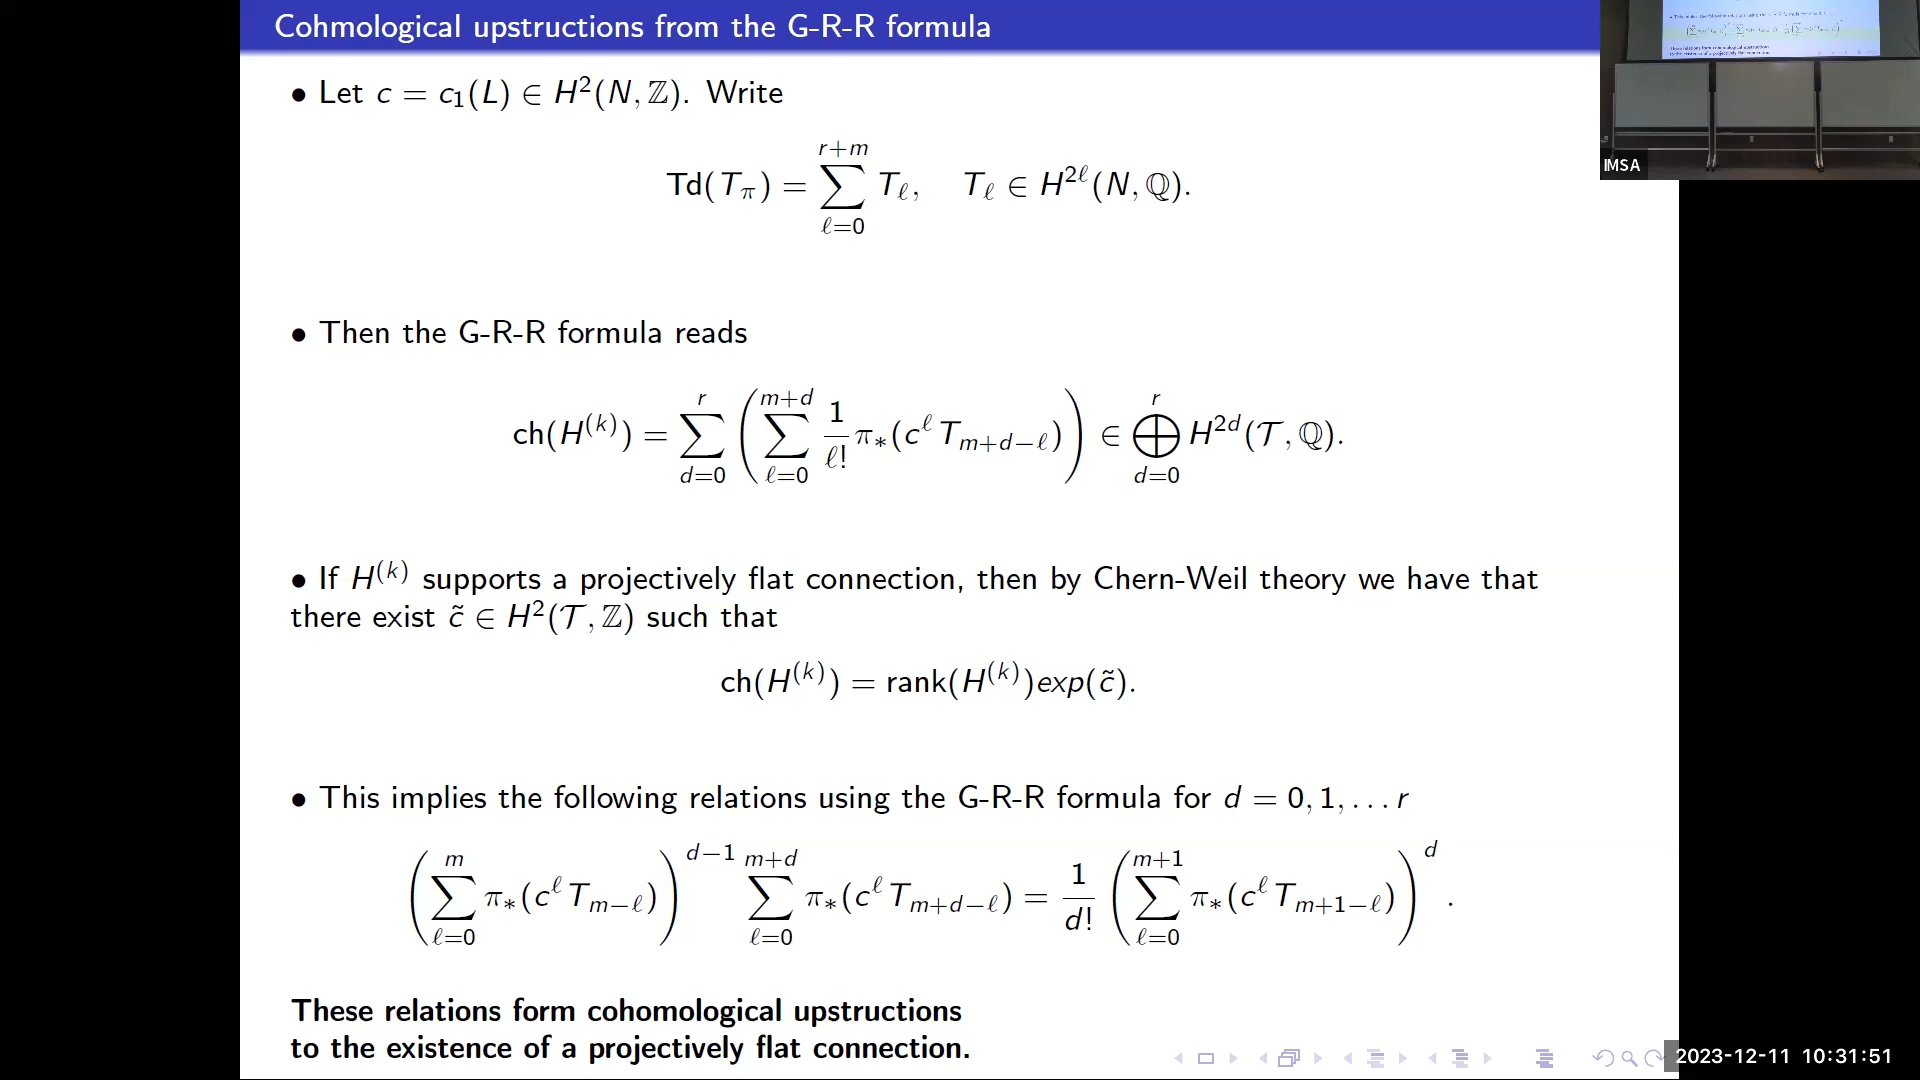 Cohmological upstructions from the G-R-R formula
• Let c = c₁(L) ∈ H²(N, ℤ). Write
Td(T_π) = ∑_{ℓ=0}^{r+m} T_ℓ, T_ℓ ∈ H^{2ℓ}(N, ℚ).
• Then the G-R-R formula reads
ch(H^{(k)}) = ∑_{d=0}^{r} ( ∑_{ℓ=0}^{m+d} \frac{1}{ℓ!} π_*(c^ℓ T_{m+d−ℓ}) ) ∈ ⊕_{d=0}^{r} H^{2d}(𝒯, ℚ).
• If H^{(k)} supports a projectively flat connection, then by Chern-Weil theory we have that
there exist c̃ ∈ H²(𝒯, ℤ) such that
ch(H^{(k)}) = rank(H^{(k)})exp(c̃).
• This implies the following relations using the G-R-R formula for d = 0, 1, . . . r
( ∑_{ℓ=0}^{m} π_*(c^ℓ T_{m−ℓ}) )^{d−1} ∑_{ℓ=0}^{m+d} π_*(c^ℓ T_{m+d−ℓ}) = \frac{1}{d!} ( ∑_{ℓ=0}^{m+1} π_*(c^ℓ T_{m+1−ℓ}) )^d .
These relations form cohomological upstructions
to the existence of a projectively flat connection.
IMSA
2023-12-11 10:31:51